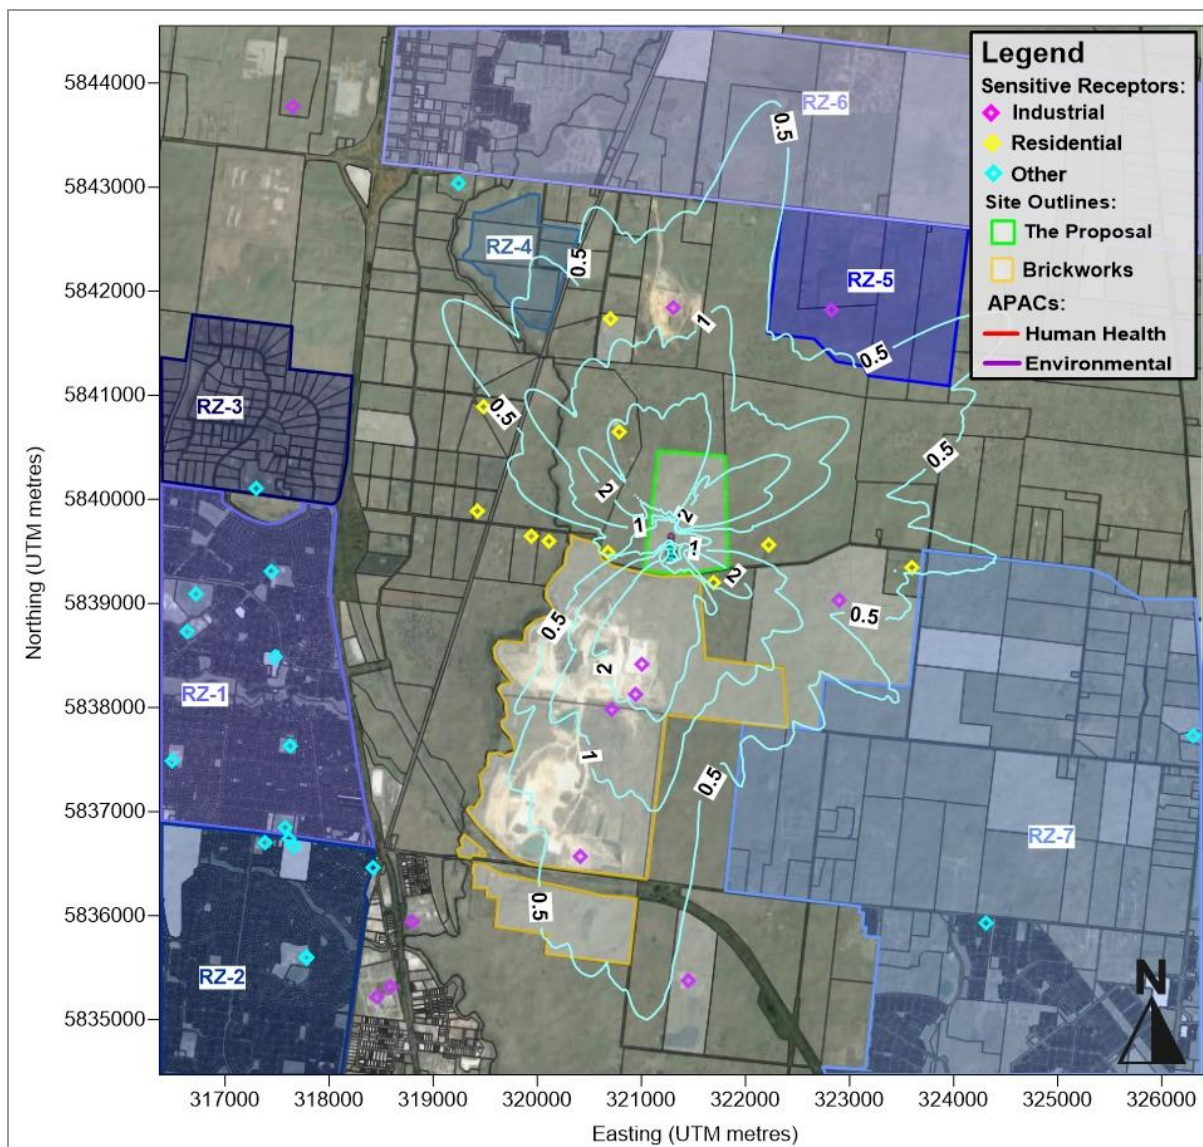 Legend
Sensitive Receptors:
Industrial
Residential
Other
Site Outlines:
The Proposal
Brickworks
APACs:
Human Health
Environmental
5844000
5843000
5842000
5841000
5840000
5839000
5838000
5837000
5836000
5835000
Northing (UTM metres)
RZ-6
0.5
RZ-4
0.5
RZ-5
1
0.5
RZ-3
0.5
0.5
2
2
1
1
2
0.5
0.5
2
RZ-1
1
0.5
RZ-7
0.5
RZ-2
N
317000 318000 319000 320000 321000 322000 323000 324000 325000 326000
Easting (UTM metres)